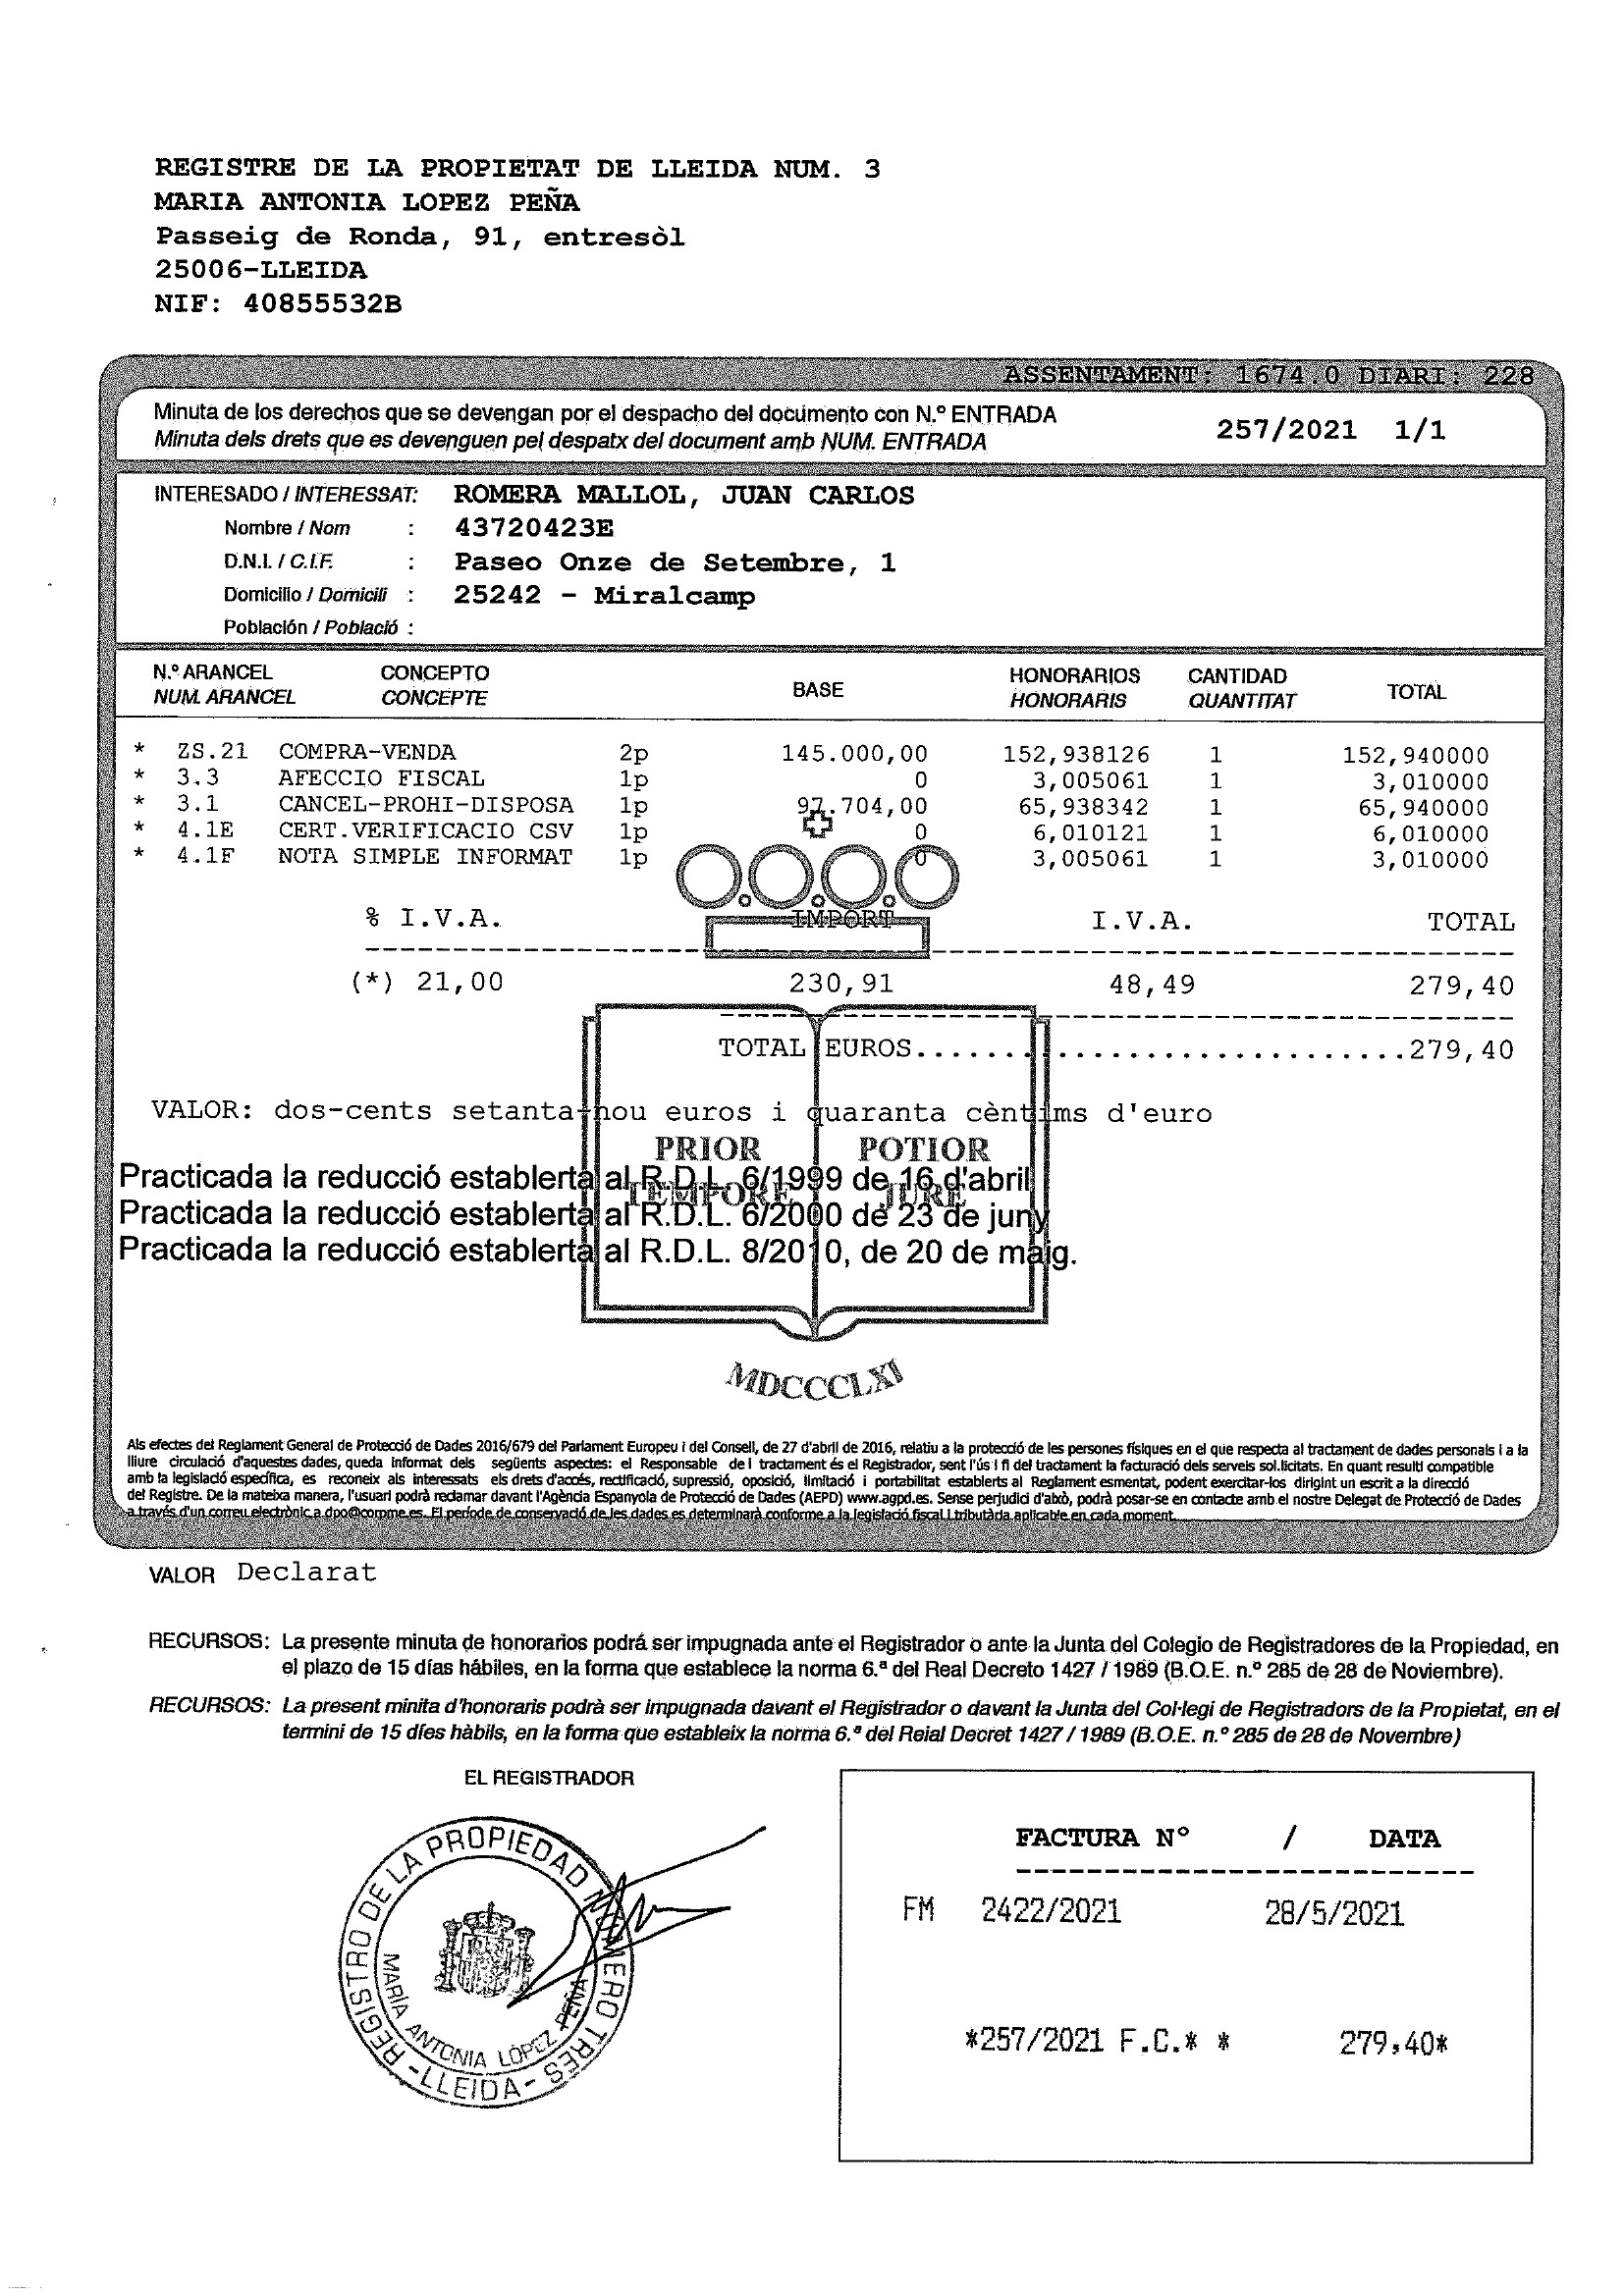 REGISTRE DE LA PROPIETAT DE LLEIDA NUM. 3
MARIA ANTONIA LOPEZ PEÑA
Passeig de Ronda, 91, entresòl
25006-LLEIDA
NIF: 40855532B
ASSENTAMENT: 1674.0 DIARI: 228
Minuta de los derechos que se devengan por el despacho del documento con N.º ENTRADA
Minuta dels drets que es devenguen pel despatx del document amb NUM. ENTRADA
257/2021 1/1
INTERESADO / INTERESSAT: ROMERA MALLOL, JUAN CARLOS
Nombre / Nom : 43720423E
D.N.I. / C.I.F. : Paseo Onze de Setembre, 1
Domicilio / Domicili : 25242 - Miralcamp
Población / Població :
N.º ARANCEL CONCEPTO BASE HONORARIOS CANTIDAD TOTAL
NUM. ARANCEL CONCEPTE HONORARIS QUANTITAT
* ZS.21 COMPRA-VENDA 2p 145.000,00 152,938126 1 152,940000
* 3.3 AFECCIO FISCAL 1p 0 3,005061 1 3,010000
* 3.1 CANCEL-PROHI-DISPOSA 1p 97.704,00 65,938342 1 65,940000
* 4.1E CERT.VERIFICACIO CSV 1p 0 6,010121 1 6,010000
* 4.1F NOTA SIMPLE INFORMAT 1p 0 3,005061 1 3,010000
% I.V.A. IMPORT I.V.A. TOTAL
(*) 21,00 230,91 48,49 279,40
TOTAL EUROS..................................279,40
VALOR: dos-cents setanta-nou euros i quaranta cèntims d'euro
PRIOR POTIOR
TEMPORE JURE
Practicada la reducció establerta al R.D.L. 6/1999 de 16 d'abril
Practicada la reducció establerta al R.D.L. 6/2000 de 23 de juny
Practicada la reducció establerta al R.D.L. 8/2010, de 20 de maig.
MDCCCLXI
Als efectes del Reglament General de Protecció de Dades 2016/679 del Parlament Europeu i del Consell, de 27 d'abril de 2016, relatiu a la protecció de les persones físiques en el que respecta al tractament de dades personals i a la
lliure circulació d'aquestes dades, queda informat dels següents aspectes: el Responsable de l tractament és el Registrador, sent l'ús i fi del tractament la facturació dels serveis sol.licitats. En quant resulti compatible
amb la legislació específica, es reconeix als interessats els drets d'accés, rectificació, supressió, oposició, limitació i portabilitat establerts al Reglament esmentat, podent exercitar-los dirigint un escrit a la direcció
del Registre. De la mateixa manera, l'usuari podrà reclamar davant l'Agència Espanyola de Protecció de Dades (AEPD) www.agpd.es. Sense perjudici d'això, podrà posar-se en contacte amb el nostre Delegat de Protecció de Dades
a través d'un correu electrònic a dpo@corpme.es. El període de conservació de les dades es determinarà conforme a la legislació fiscal i tributària aplicable en cada moment.
VALOR Declarat
RECURSOS: La presente minuta de honorarios podrá ser impugnada ante el Registrador o ante la Junta del Colegio de Registradores de la Propiedad, en
el plazo de 15 días hábiles, en la forma que establece la norma 6.ª del Real Decreto 1427 / 1989 (B.O.E. n.º 285 de 28 de Noviembre).
RECURSOS: La present minita d'honoraris podrà ser impugnada davant el Registrador o davant la Junta del Col·legi de Registradors de la Propietat, en el
termini de 15 díes hàbils, en la forma que estableix la norma 6.ª del Reial Decret 1427 / 1989 (B.O.E. n.º 285 de 28 de Novembre)
EL REGISTRADOR
REGISTRO DE LA PROPIEDAD NUMERO TRES
-LLEIDA-
MARÍA ANTONIA LÓPEZ PEÑA
FACTURA Nº / DATA
FM 2422/2021 28/5/2021
*257/2021 F.C.* * 279,40*